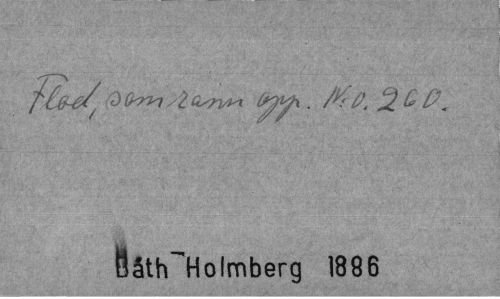 Flod, som rann opp. N:o. 260.
Båth-Holmberg 1886